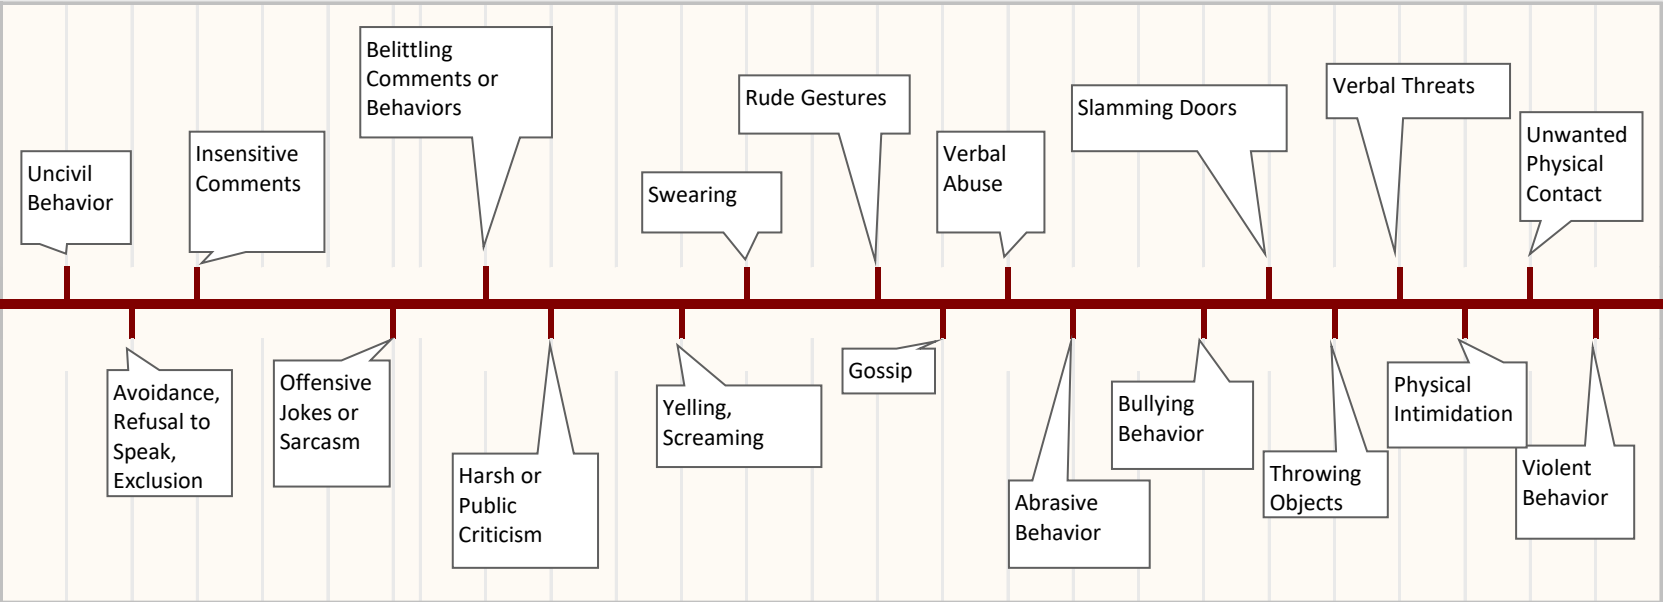 Uncivil
Behavior
Avoidance,
Refusal to
Speak,
Exclusion
Insensitive
Comments
Offensive
Jokes or
Sarcasm
Belittling
Comments or
Behaviors
Harsh or
Public
Criticism
Yelling,
Screaming
Swearing
Rude Gestures
Gossip
Verbal
Abuse
Abrasive
Behavior
Bullying
Behavior
Slamming Doors
Throwing
Objects
Verbal Threats
Physical
Intimidation
Unwanted
Physical
Contact
Violent
Behavior